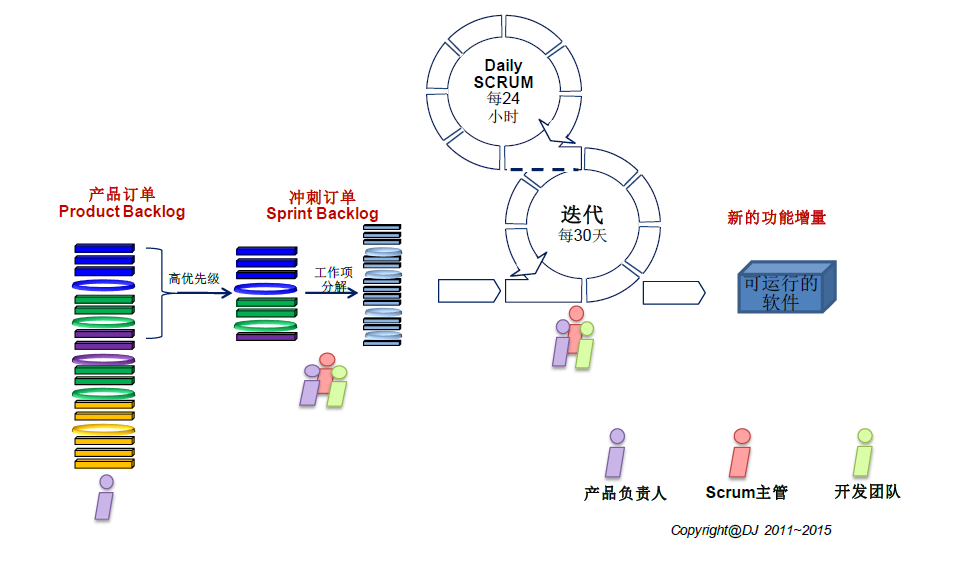 Daily
SCRUM
每24
小时
产品订单
Product Backlog
冲刺订单
Sprint Backlog
迭代
每30天
新的功能增量
高优先级
工作项
分解
可运行的
软件
产品负责人
Scrum主管
开发团队
Copyright@DJ 2011~2015